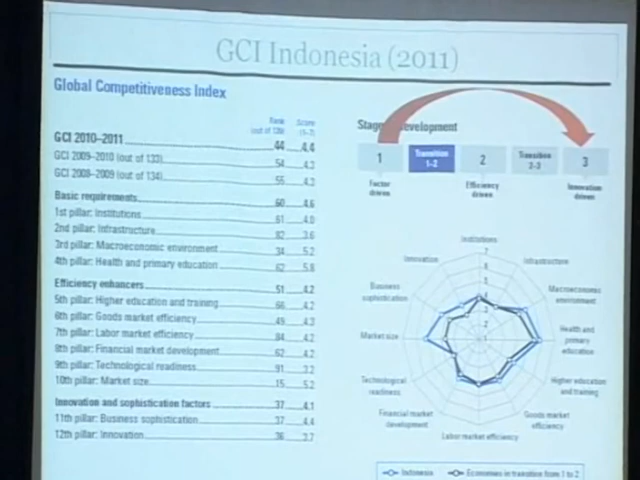 GCI Indonesia (2011)
Global Competitiveness Index
Rank Score
(out of 139) (1-7)
GCI 2010–2011 44 4.4
GCI 2009–2010 (out of 133) 54 4.3
GCI 2008–2009 (out of 134) 55 4.3
Basic requirements 60 4.6
1st pillar: Institutions 61 4.0
2nd pillar: Infrastructure 82 3.6
3rd pillar: Macroeconomic environment 34 5.2
4th pillar: Health and primary education 62 5.8
Efficiency enhancers 51 4.2
5th pillar: Higher education and training 66 4.2
6th pillar: Goods market efficiency 49 4.3
7th pillar: Labor market efficiency 84 4.2
8th pillar: Financial market development 62 4.2
9th pillar: Technological readiness 91 3.2
10th pillar: Market size 15 5.2
Innovation and sophistication factors 37 4.1
11th pillar: Business sophistication 37 4.4
12th pillar: Innovation 36 3.7
development
1
Transition
1–2
2
Transition
2–3
3
Factor
driven
Efficiency
driven
Innovation
driven
Institutions
Innovation
Infrastructure
Business
sophistication
Macroeconomic
environment
Market size
Health and
primary
education
Technological
readiness
Higher education
and training
Financial market
development
Goods market
efficiency
Labor market efficiency
7
6
5
4
3
2
1
Indonesia
Economies in transition from 1 to 2